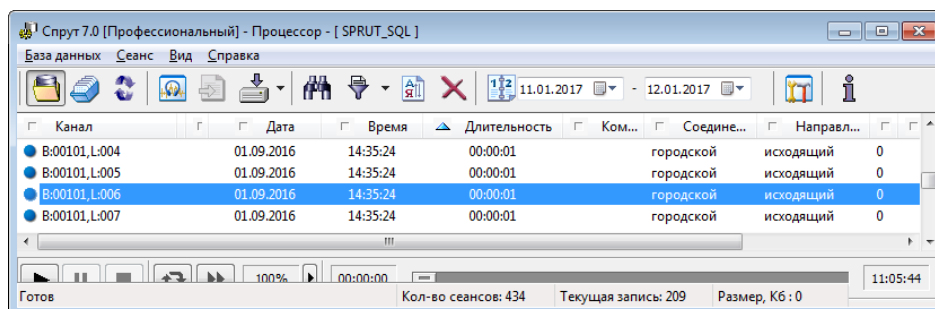 Спрут 7.0 [Профессиональный] - Процессор - [ SPRUT_SQL ]
База данных Сеанс Вид Справка
11.01.2017 - 12.01.2017
Канал Дата Время Длительность Ком... Соедине... Направл...
B:00101,L:004 01.09.2016 14:35:24 00:00:01 городской исходящий 0
B:00101,L:005 01.09.2016 14:35:24 00:00:01 городской исходящий 0
B:00101,L:006 01.09.2016 14:35:24 00:00:01 городской исходящий 0
B:00101,L:007 01.09.2016 14:35:24 00:00:01 городской исходящий 0
100% 00:00:00 11:05:44
Готов Кол-во сеансов: 434 Текущая запись: 209 Размер, Кб : 0